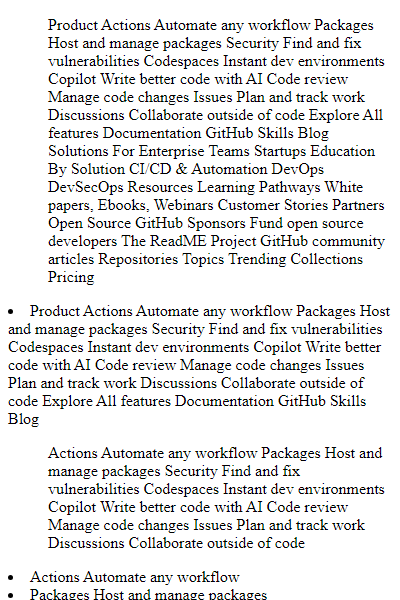 Product Actions Automate any workflow Packages
Host and manage packages Security Find and fix
vulnerabilities Codespaces Instant dev environments
Copilot Write better code with AI Code review
Manage code changes Issues Plan and track work
Discussions Collaborate outside of code Explore All
features Documentation GitHub Skills Blog
Solutions For Enterprise Teams Startups Education
By Solution CI/CD & Automation DevOps
DevSecOps Resources Learning Pathways White
papers, Ebooks, Webinars Customer Stories Partners
Open Source GitHub Sponsors Fund open source
developers The ReadME Project GitHub community
articles Repositories Topics Trending Collections
Pricing
• Product Actions Automate any workflow Packages Host
and manage packages Security Find and fix vulnerabilities
Codespaces Instant dev environments Copilot Write better
code with AI Code review Manage code changes Issues
Plan and track work Discussions Collaborate outside of
code Explore All features Documentation GitHub Skills
Blog
Actions Automate any workflow Packages Host and
manage packages Security Find and fix
vulnerabilities Codespaces Instant dev environments
Copilot Write better code with AI Code review
Manage code changes Issues Plan and track work
Discussions Collaborate outside of code
• Actions Automate any workflow
• Packages Host and manage packages